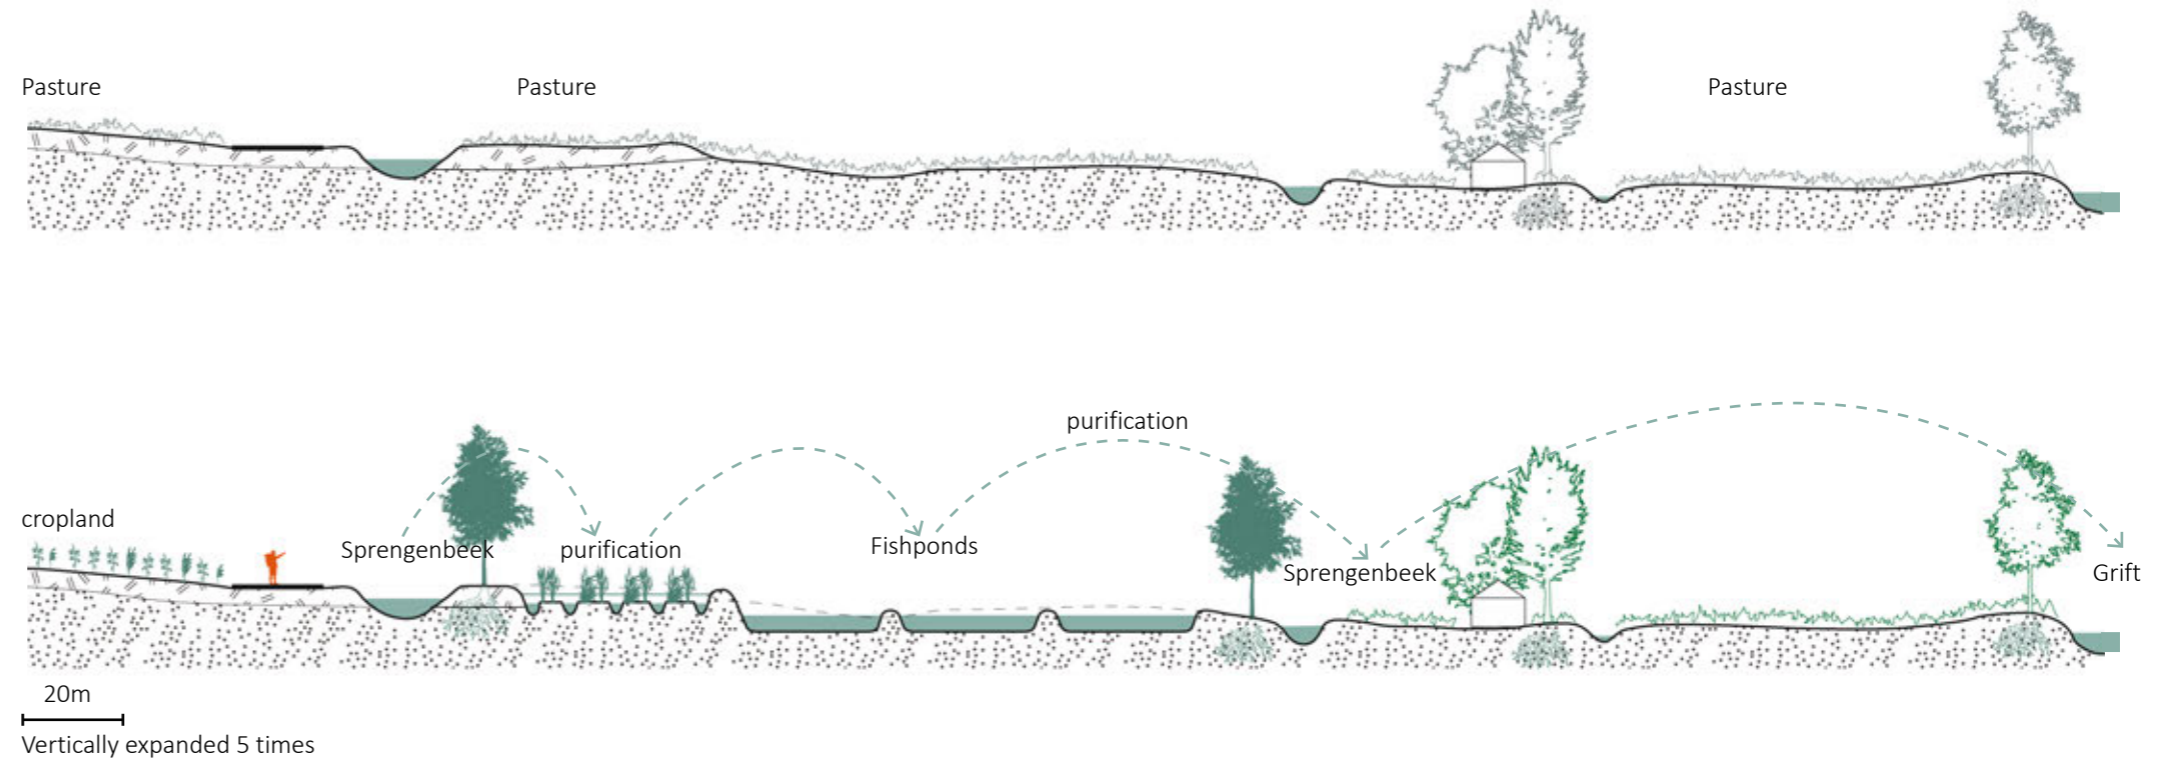 Pasture
Pasture
Pasture
purification
cropland
Sprengenbeek
purification
Fishponds
Sprengenbeek
Grift
20m
Vertically expanded 5 times